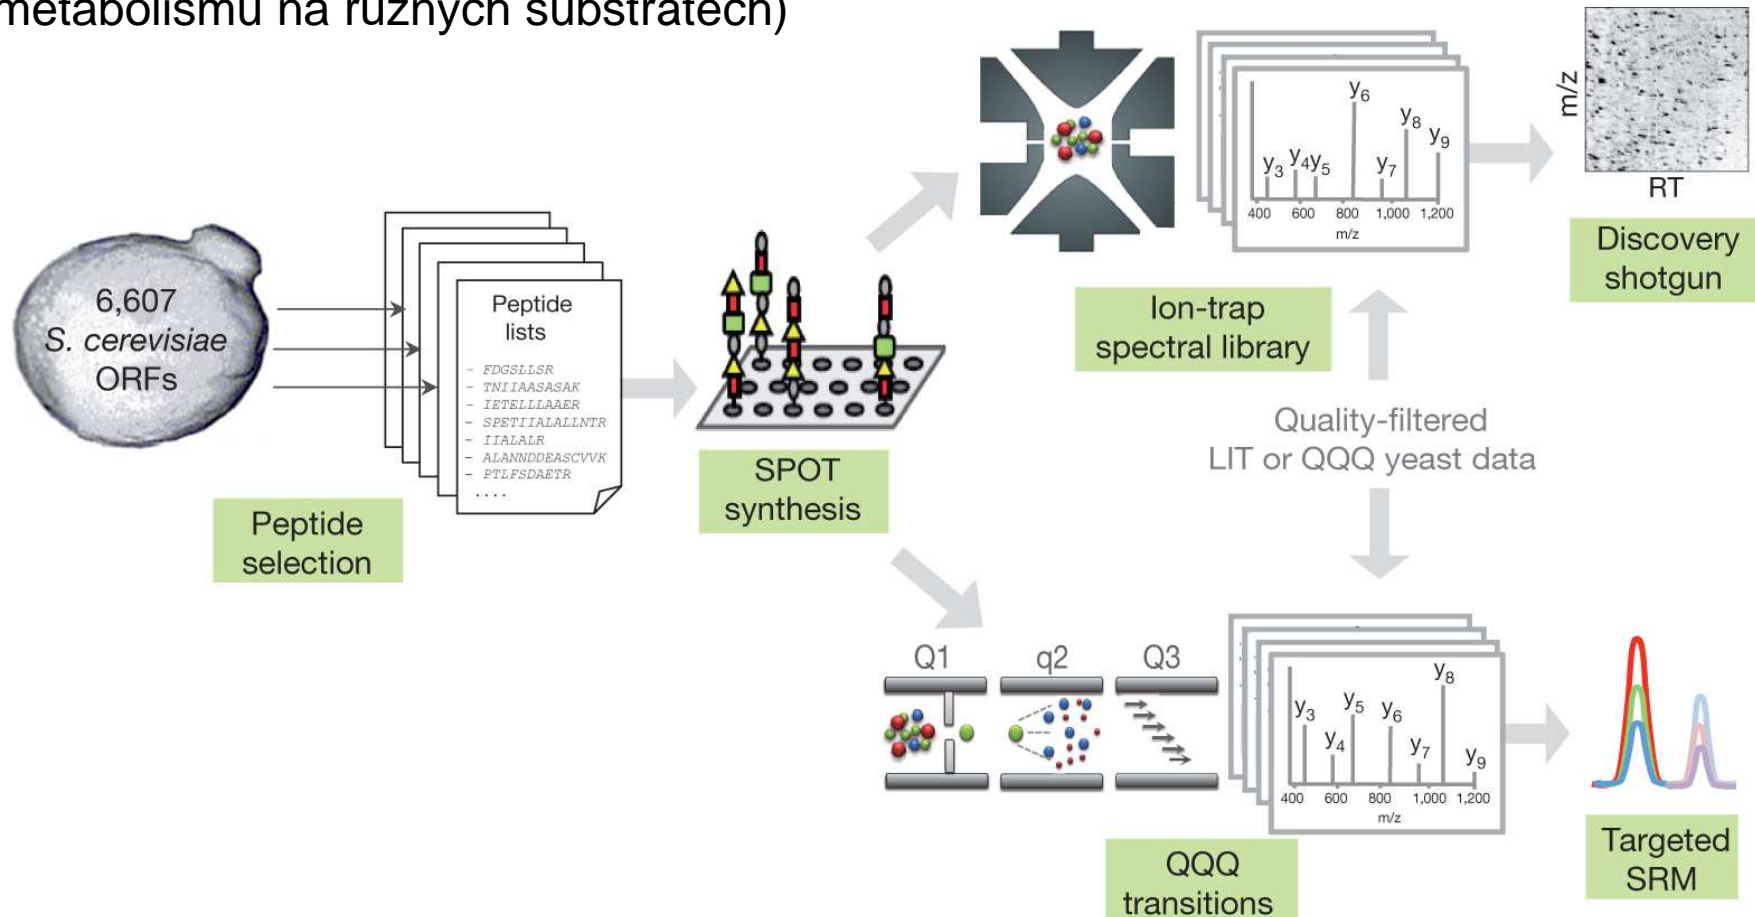 metabolismu na různých substrátech)
6,607
S. cerevisiae
ORFs
Peptide
lists
- FDGSLLSR
- TNIIAASASAK
- IETELLLAAER
- SPETIIALALLNTR
- IIALALR
- ALANNDDEASCVVK
- PTLFSDAETR
....
Peptide
selection
SPOT
synthesis
y3 y4 y5 y6 y7 y8 y9
400 600 800 1,000 1,200
m/z
Ion-trap
spectral library
m/z
RT
Discovery
shotgun
Quality-filtered
LIT or QQQ yeast data
Q1 q2 Q3
y3 y4 y5 y6 y7 y8 y9
400 600 800 1,000 1,200
m/z
QQQ
transitions
Targeted
SRM